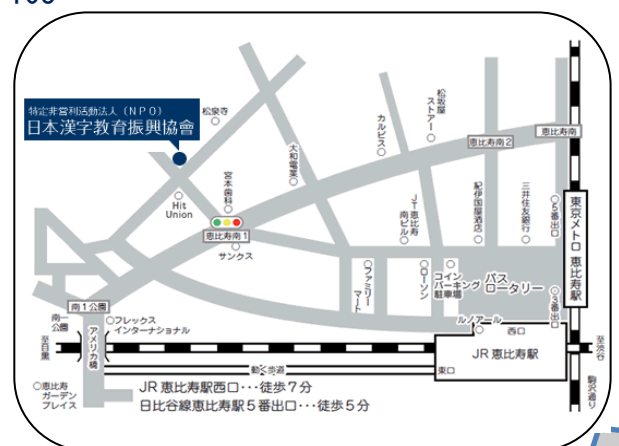 特定非営利活動法人（NPO）
日本漢字教育振興協會
松泉寺
Hit
Union
宮本歯科
大和電業
カルピス
松坂屋
ストアー
恵比寿南2
恵比寿南
恵比寿南1
サンクス
JT恵比寿
南ビル
紀伊国屋酒店
三井住友銀行
5番出口
東京メトロ 恵比寿駅
ファミリー
マート
ローソン
コイン
パーキング
駐車場
バス
ロータリー
3番出口
ルノアール
西口
JR 恵比寿駅
東口
南1公園
南一
公園
アメリカ橋
フレックス
インターナショナル
至目黒
至渋谷
動く歩道
駒沢通り
恵比寿
ガーデン
プレイス
JR恵比寿駅西口･･･徒歩7分
日比谷線恵比寿駅5番出口･･･徒歩5分